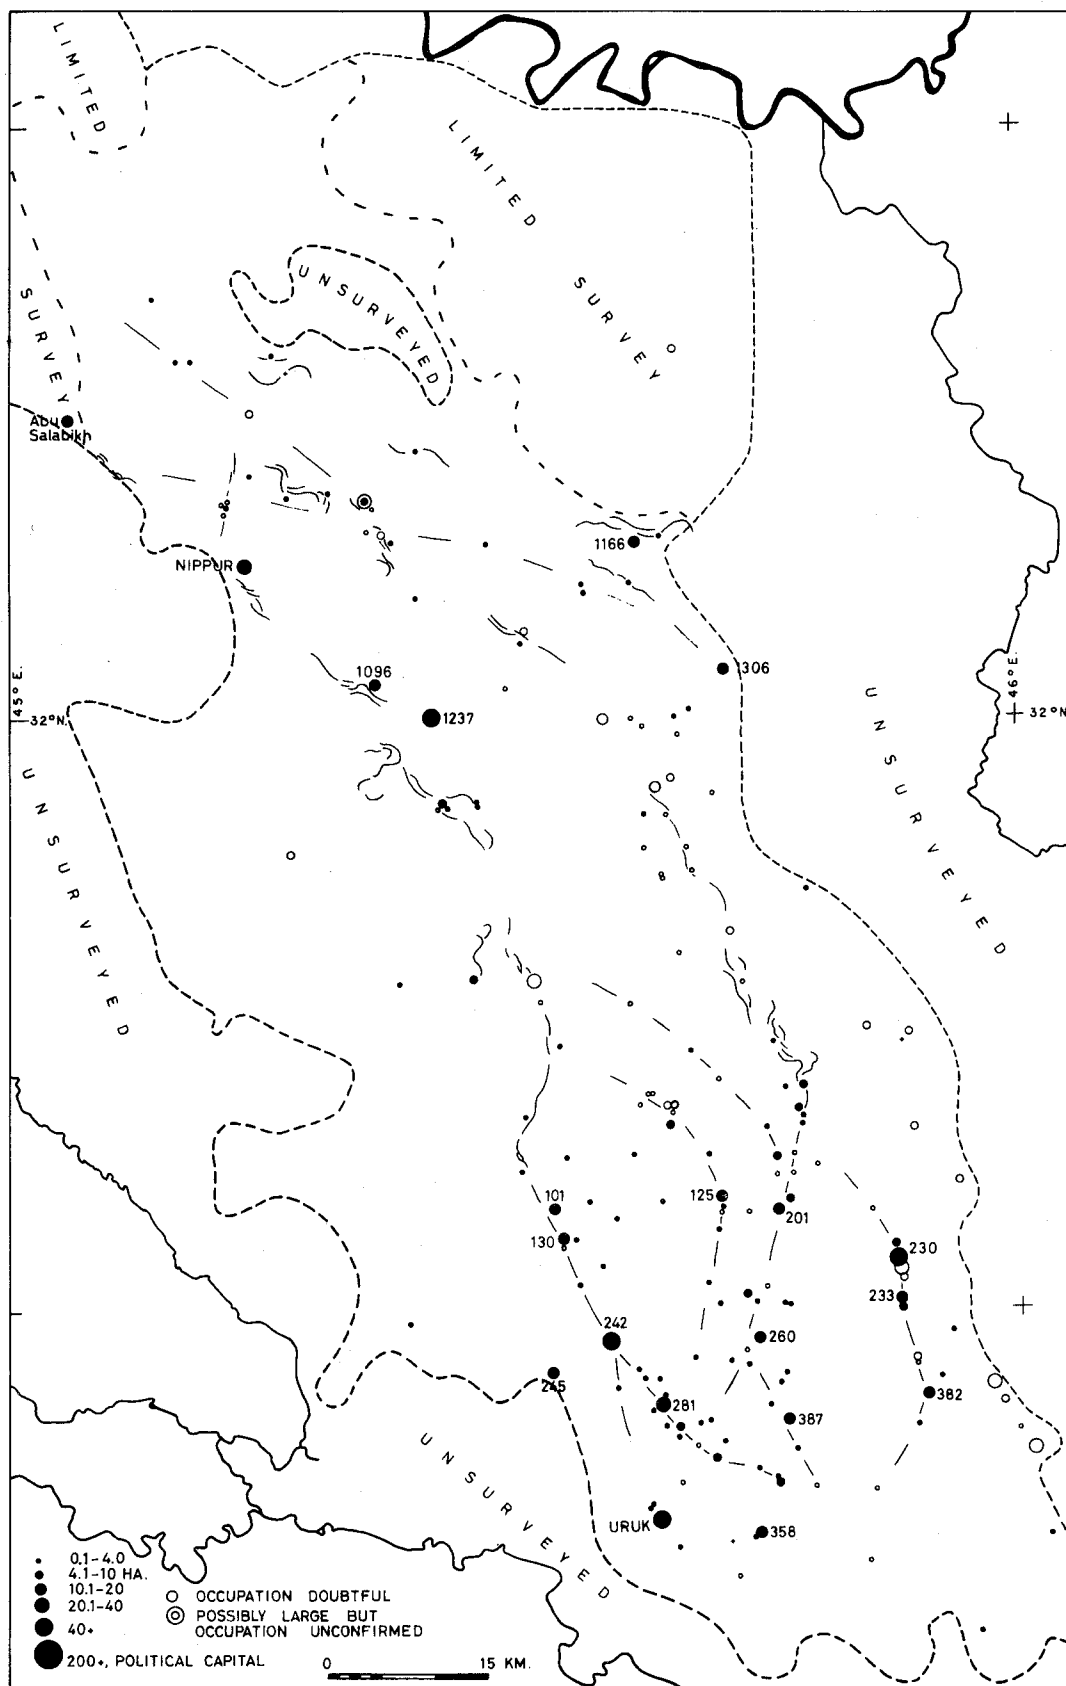 LIMITED
SURVEY
LIMITED
SURVEY
UNSURVEYED
Abu
Salabikh
1166
NIPPUR
1096
1306
45°E.
32°N.
1237
46°E.
32°N
UNSURVEYED
UNSURVEYED
101
125
201
130
230
233
242
260
245
281
382
387
UNSURVEYED
URUK
358
0.1-4.0
4.1-10 HA.
10.1-20
20.1-40
40+
200+, POLITICAL CAPITAL
OCCUPATION DOUBTFUL
POSSIBLY LARGE BUT
OCCUPATION UNCONFIRMED
0 15 KM.